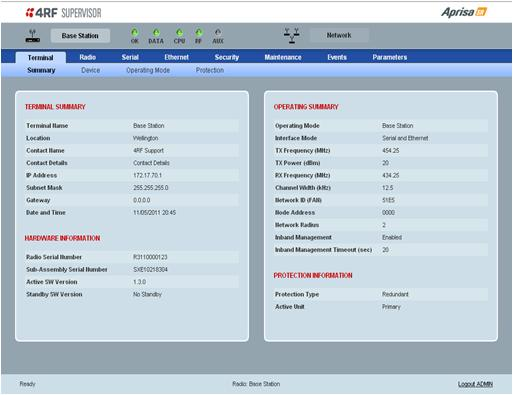 4RF SUPERVISOR
Aprisa SR
Base Station
OK DATA CPU RF AUX
Network
Terminal Radio Serial Ethernet Security Maintenance Events Parameters
Summary Device Operating Mode Protection
TERMINAL SUMMARY
Terminal Name Base Station
Location Wellington
Contact Name 4RF Support
Contact Details Contact Details
IP Address 172.17.70.1
Subnet Mask 255.255.255.0
Gateway 0.0.0.0
Date and Time 11/05/2011 20:45
HARDWARE INFORMATION
Radio Serial Number R3110000123
Sub-Assembly Serial Number SXE10218304
Active SW Version 1.3.0
Standby SW Version No Standby
OPERATING SUMMARY
Operating Mode Base Station
Interface Mode Serial and Ethernet
TX Frequency (MHz) 454.25
TX Power (dBm) 20
RX Frequency (MHz) 434.25
Channel Width (kHz) 12.5
Network ID (FAN) 51E5
Node Address 0000
Network Radius 2
Inband Management Enabled
Inband Management Timeout (sec) 20
PROTECTION INFORMATION
Protection Type Redundant
Active Unit Primary
Ready
Radio: Base Station
Logout ADMIN